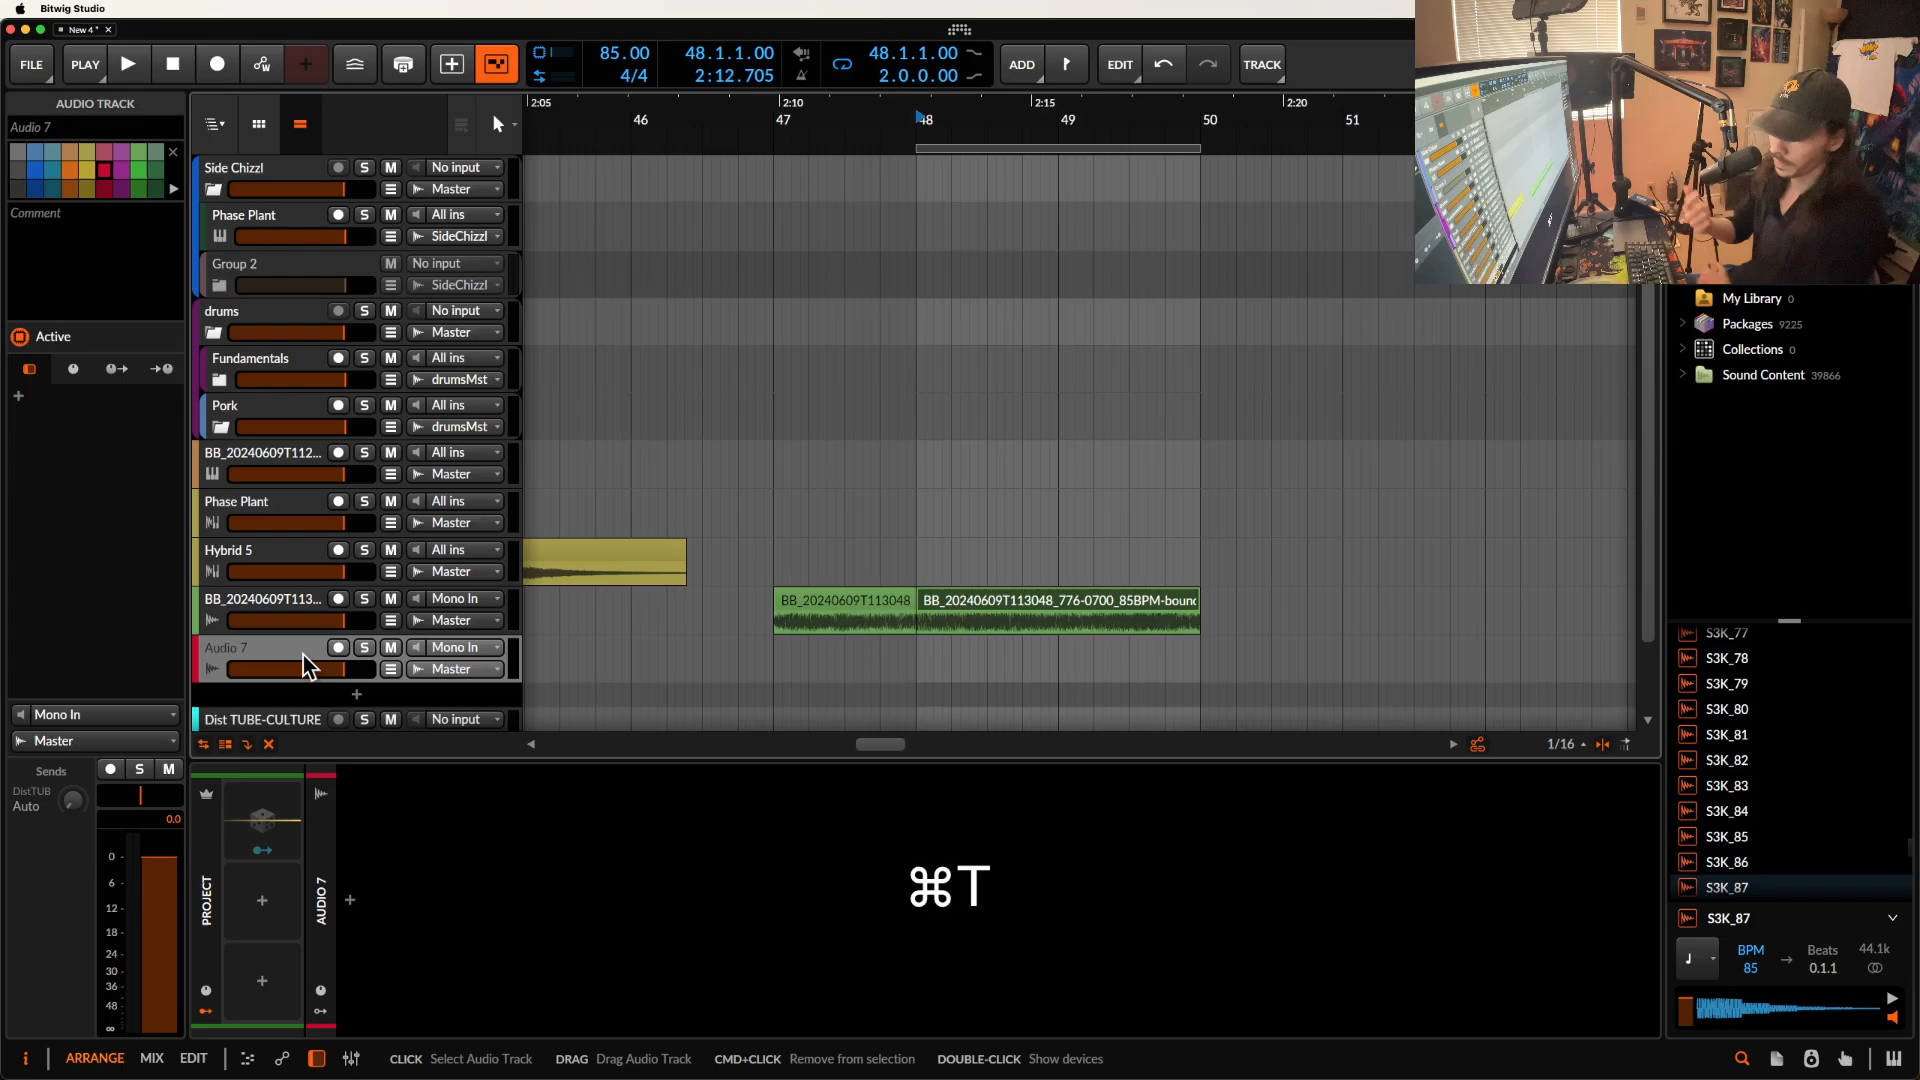 Bitwig Studio
New 4 *
FILE
PLAY
85.00
4/4
48.1.1.00
2:12.705
48.1.1.00
2.0.0.00
ADD
EDIT
TRACK
AUDIO TRACK
Audio 7
Comment
Active
Mono In
Master
Sends
DistTUB
Auto
S
M
0.0
0
6
12
18
24
30
36
48
∞
2:05
2:10
2:15
2:20
46
47
48
49
50
51
Side Chizzl
S
M
No input
Master
Phase Plant
S
M
All ins
SideChizzl
Group 2
M
No input
SideChizzl
drums
S
M
No input
Master
Fundamentals
S
M
All ins
drumsMst
Pork
S
M
All ins
drumsMst
BB_20240609T112...
S
M
All ins
Master
Phase Plant
S
M
All ins
Master
Hybrid 5
S
M
All ins
Master
BB_20240609T113...
S
M
Mono In
Master
BB_20240609T113048
BB_20240609T113048_776-0700_85BPM-bounc
Audio 7
S
M
Mono In
Master
Dist TUBE-CULTURE
S
M
No input
1/16
PROJECT
AUDIO 7
⌘T
My Library 0
Packages 9225
Collections 0
Sound Content 39866
S3K_77
S3K_78
S3K_79
S3K_80
S3K_81
S3K_82
S3K_83
S3K_84
S3K_85
S3K_86
S3K_87
S3K_87
BPM
85
Beats
0.1.1
44.1k
ARRANGE
MIX
EDIT
CLICK Select Audio Track
DRAG Drag Audio Track
CMD+CLICK Remove from selection
DOUBLE-CLICK Show devices